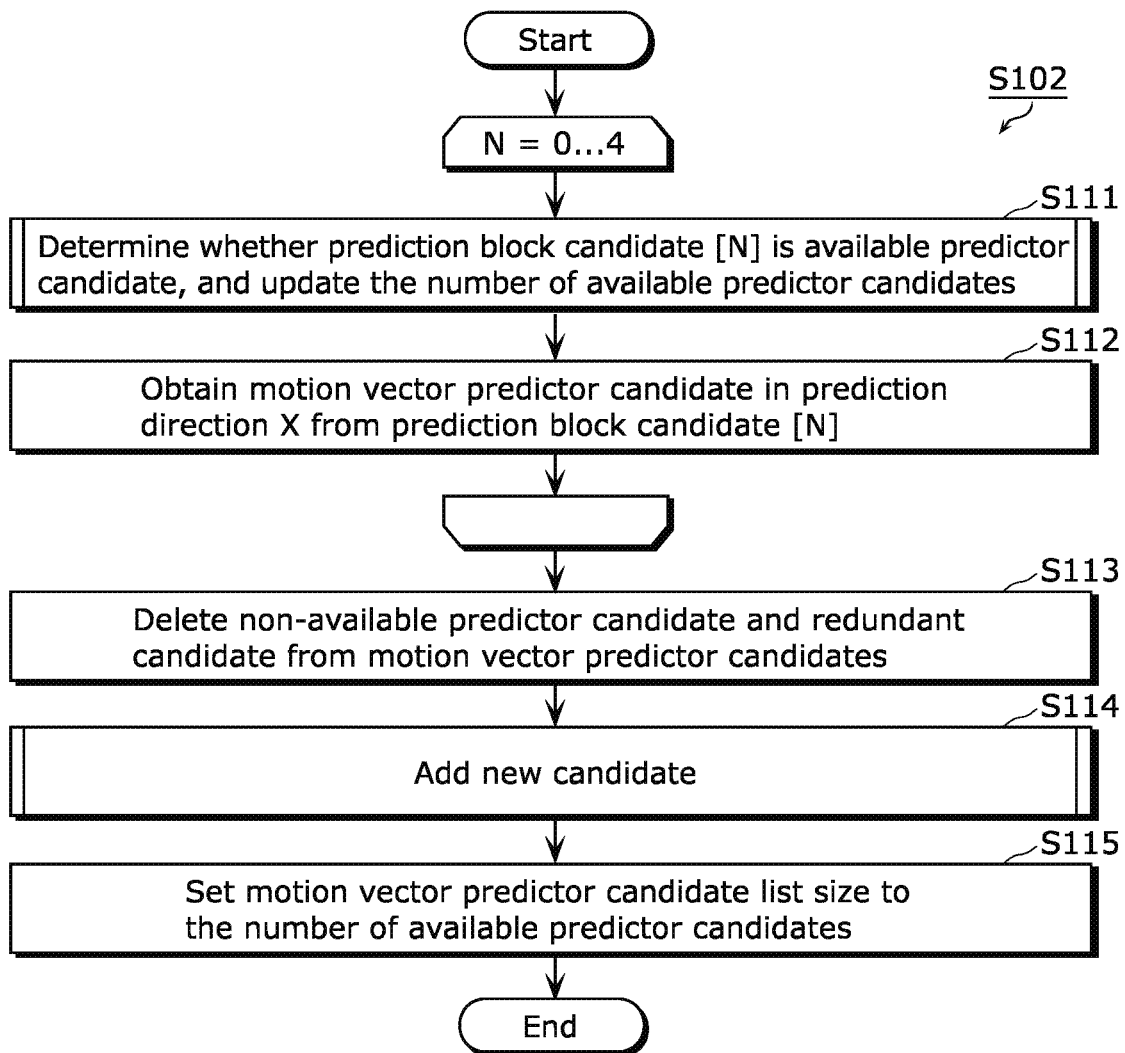 Start
S102
N = 0...4
S111
Determine whether prediction block candidate [N] is available predictor
candidate, and update the number of available predictor candidates
S112
Obtain motion vector predictor candidate in prediction
direction X from prediction block candidate [N]
S113
Delete non-available predictor candidate and redundant
candidate from motion vector predictor candidates
S114
Add new candidate
S115
Set motion vector predictor candidate list size to
the number of available predictor candidates
End